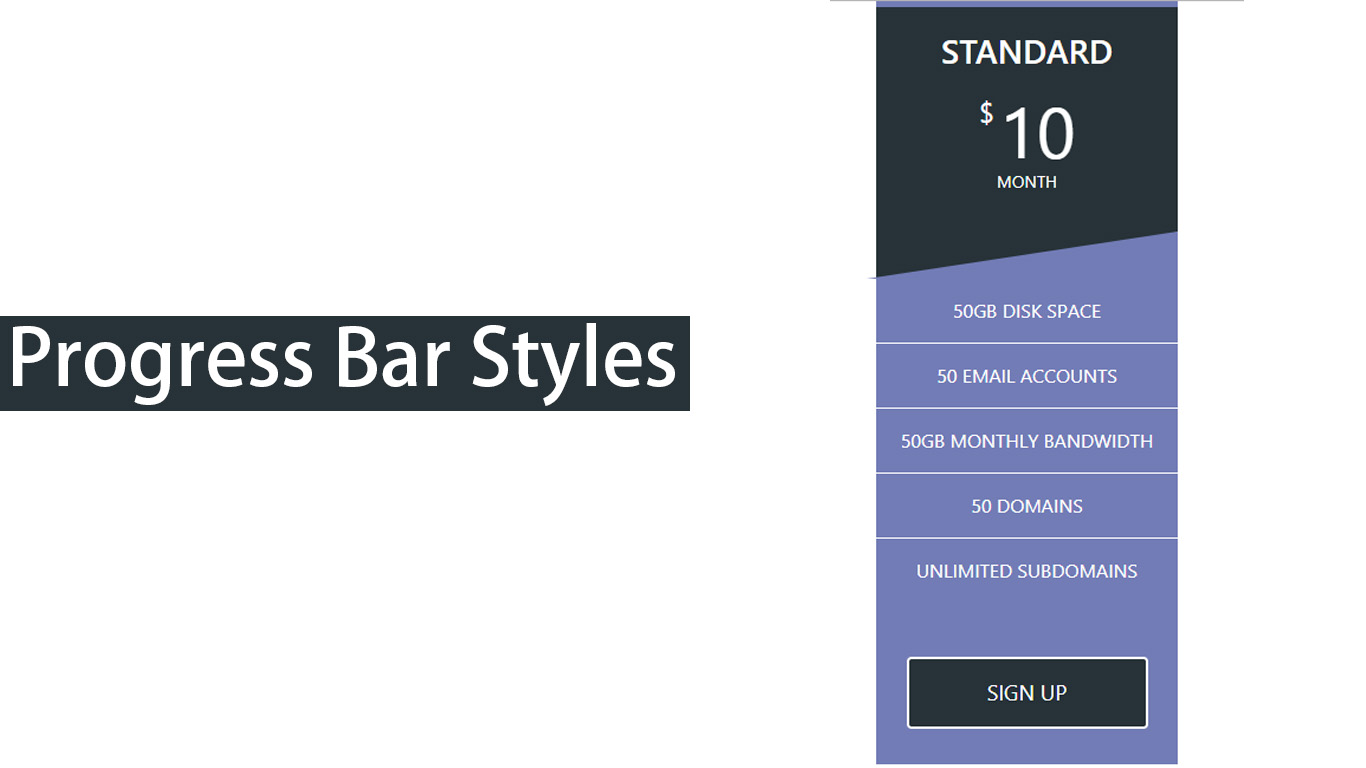 Progress Bar Styles
STANDARD
$10
MONTH
50GB DISK SPACE
50 EMAIL ACCOUNTS
50GB MONTHLY BANDWIDTH
50 DOMAINS
UNLIMITED SUBDOMAINS
SIGN UP